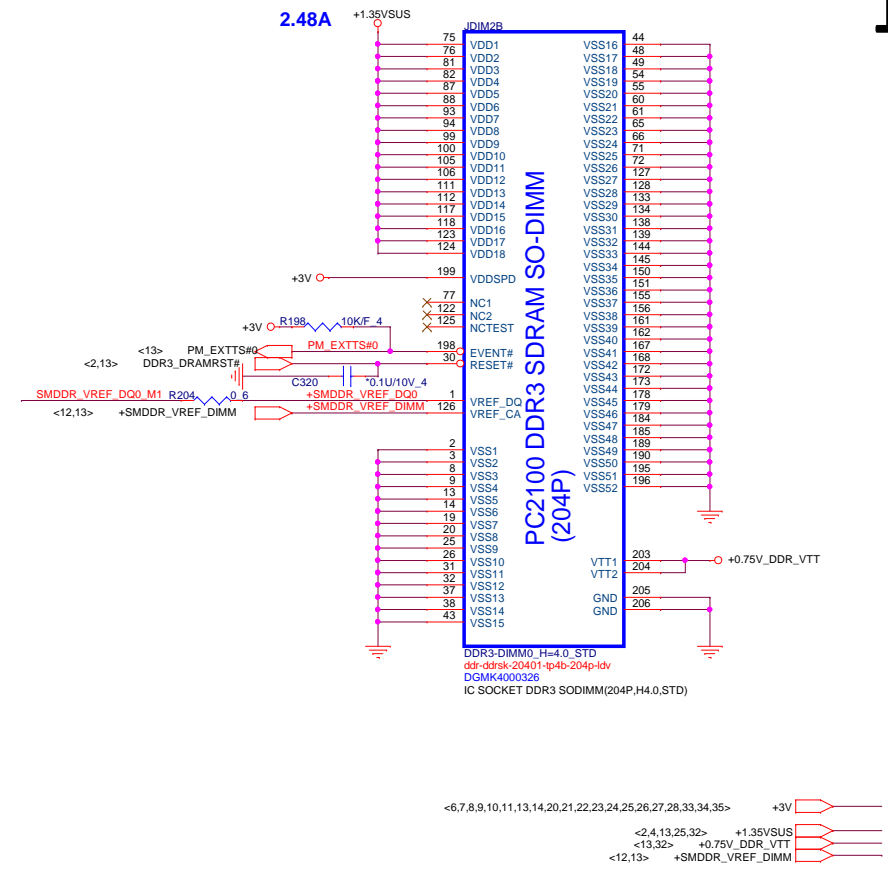 2.48A
+1.35VSUS
JDIM2B
75 VDD1 VSS16 44
76 VDD2 VSS17 48
81 VDD3 VSS18 49
82 VDD4 VSS19 54
87 VDD5 VSS20 55
88 VDD6 VSS21 60
93 VDD7 VSS22 61
94 VDD8 VSS23 65
99 VDD9 VSS24 66
100 VDD10 VSS25 71
105 VDD11 VSS26 72
106 VDD12 VSS27 127
111 VDD13 VSS28 128
112 VDD14 VSS29 133
117 VDD15 VSS30 134
118 VDD16 VSS31 138
123 VDD17 VSS32 139
124 VDD18 VSS33 144
VSS34 145
+3V 199 VDDSPD VSS35 150
VSS36 151
77 NC1 VSS37 155
122 NC2 VSS38 156
125 NCTEST VSS39 161
+3V R198 10K/F_4 VSS40 162
<13> PM_EXTTS#0 PM_EXTTS#0 198 EVENT# VSS41 167
<2,13> DDR3_DRAMRST# 30 RESET# VSS42 168
VSS43 172
C320 *0.1U/10V_4 VSS44 173
SMDDR_VREF_DQ0_M1 R204 0_6 +SMDDR_VREF_DQ0 1 VREF_DQ VSS45 178
<12,13> +SMDDR_VREF_DIMM +SMDDR_VREF_DIMM 126 VREF_CA VSS46 179
VSS47 184
VSS48 185
2 VSS1 VSS49 189
3 VSS2 VSS50 190
8 VSS3 VSS51 195
9 VSS4 VSS52 196
13 VSS5
14 VSS6
19 VSS7
20 VSS8
25 VSS9
26 VSS10 VTT1 203 +0.75V_DDR_VTT
31 VSS11 VTT2 204
32 VSS12
37 VSS13 GND 205
38 VSS14 GND 206
43 VSS15
PC2100 DDR3 SDRAM SO-DIMM
(204P)
DDR3-DIMM0_H=4.0_STD
ddr-ddrsk-20401-tp4b-204p-ldv
DGMK4000326
IC SOCKET DDR3 SODIMM(204P,H4.0,STD)
<6,7,8,9,10,11,13,14,20,21,22,23,24,25,26,27,28,33,34,35> +3V
<2,4,13,25,32> +1.35VSUS
<13,32> +0.75V_DDR_VTT
<12,13> +SMDDR_VREF_DIMM